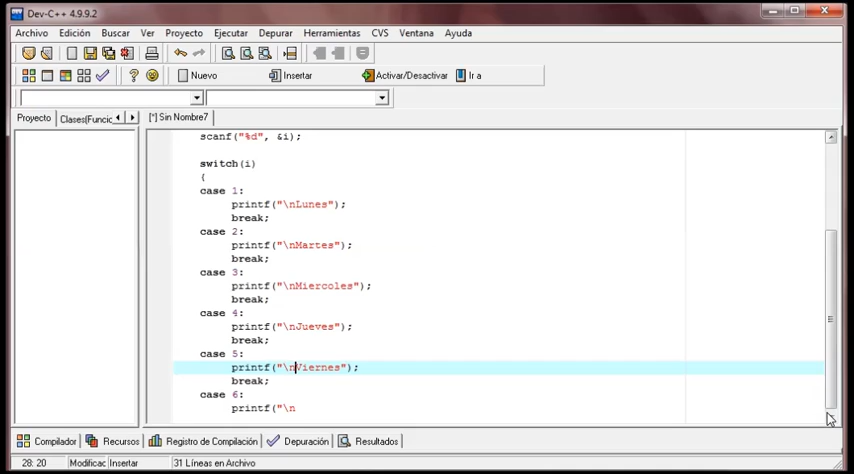 Dev-C++ 4.9.9.2
Archivo Edición Buscar Ver Proyecto Ejecutar Depurar Herramientas CVS Ventana Ayuda
Nuevo Insertar Activar/Desactivar Ir a
Proyecto Clases(Funcio [*] Sin Nombre7
scanf("%d", &i);
switch(i)
{
case 1:
printf("\nLunes");
break;
case 2:
printf("\nMartes");
break;
case 3:
printf("\nMiercoles");
break;
case 4:
printf("\nJueves");
break;
case 5:
printf("\nViernes");
break;
case 6:
printf("\n
Compilador Recursos Registro de Compilación Depuración Resultados
28: 20 Modificac Insertar 31 Líneas en Archivo